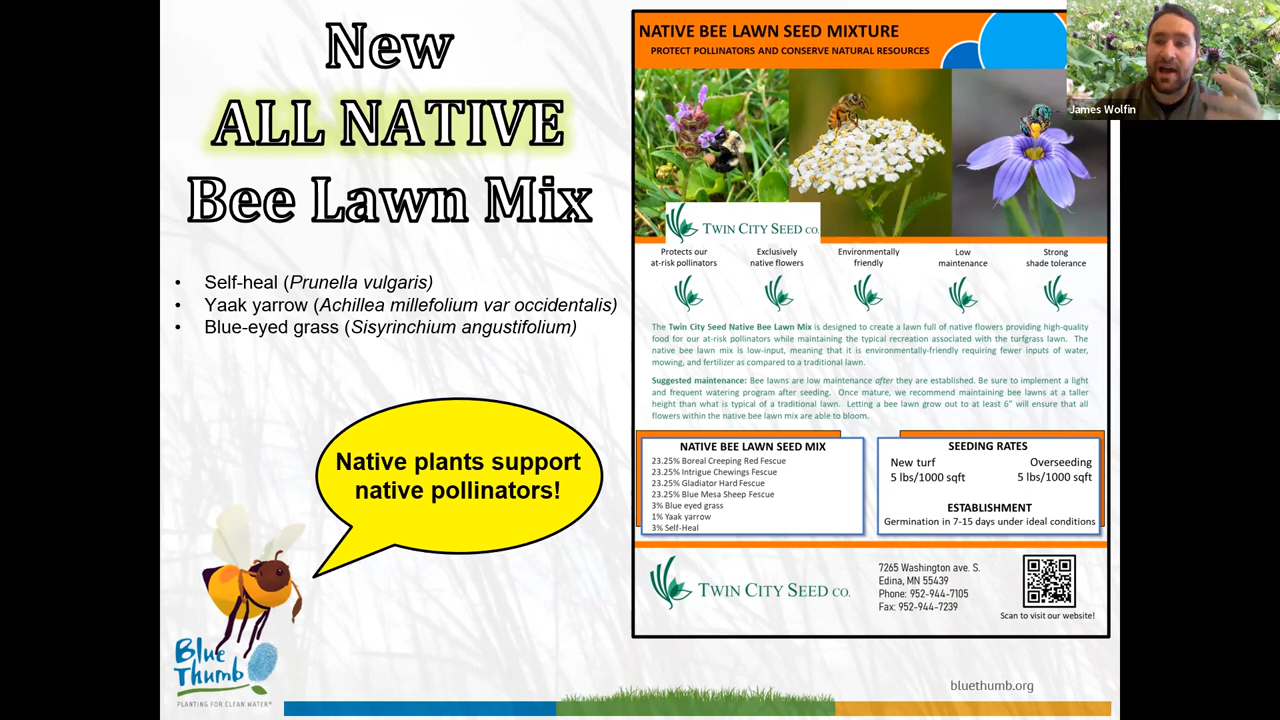 New
ALL NATIVE
Bee Lawn Mix
• Self-heal (Prunella vulgaris)
• Yaak yarrow (Achillea millefolium var occidentalis)
• Blue-eyed grass (Sisyrinchium angustifolium)
Native plants support
native pollinators!
Blue
Thumb
PLANTING FOR CLEAN WATER®
NATIVE BEE LAWN SEED MIXTURE
PROTECT POLLINATORS AND CONSERVE NATURAL RESOURCES
James Wolfin
TWIN CITY SEED CO.
Protects our
at-risk pollinators
Exclusively
native flowers
Environmentally
friendly
Low
maintenance
Strong
shade tolerance
The Twin City Seed Native Bee Lawn Mix is designed to create a lawn full of native flowers providing high-quality
food for our at-risk pollinators while maintaining the typical recreation associated with the turfgrass lawn. The
native bee lawn mix is low-input, meaning that it is environmentally-friendly requiring fewer inputs of water,
mowing, and fertilizer as compared to a traditional lawn.
Suggested maintenance: Bee lawns are low maintenance after they are established. Be sure to implement a light
and frequent watering program after seeding. Once mature, we recommend maintaining bee lawns at a taller
height than what is typical of a traditional lawn. Letting a bee lawn grow out to at least 6" will ensure that all
flowers within the native bee lawn mix are able to bloom.
NATIVE BEE LAWN SEED MIX
23.25% Boreal Creeping Red Fescue
23.25% Intrigue Chewings Fescue
23.25% Gladiator Hard Fescue
23.25% Blue Mesa Sheep Fescue
3% Blue eyed grass
1% Yaak yarrow
3% Self-Heal
SEEDING RATES
New turf Overseeding
5 lbs/1000 sqft 5 lbs/1000 sqft
ESTABLISHMENT
Germination in 7-15 days under ideal conditions
TWIN CITY SEED CO.
7265 Washington ave. S.
Edina, MN 55439
Phone: 952-944-7105
Fax: 952-944-7239
Scan to visit our website!
bluethumb.org